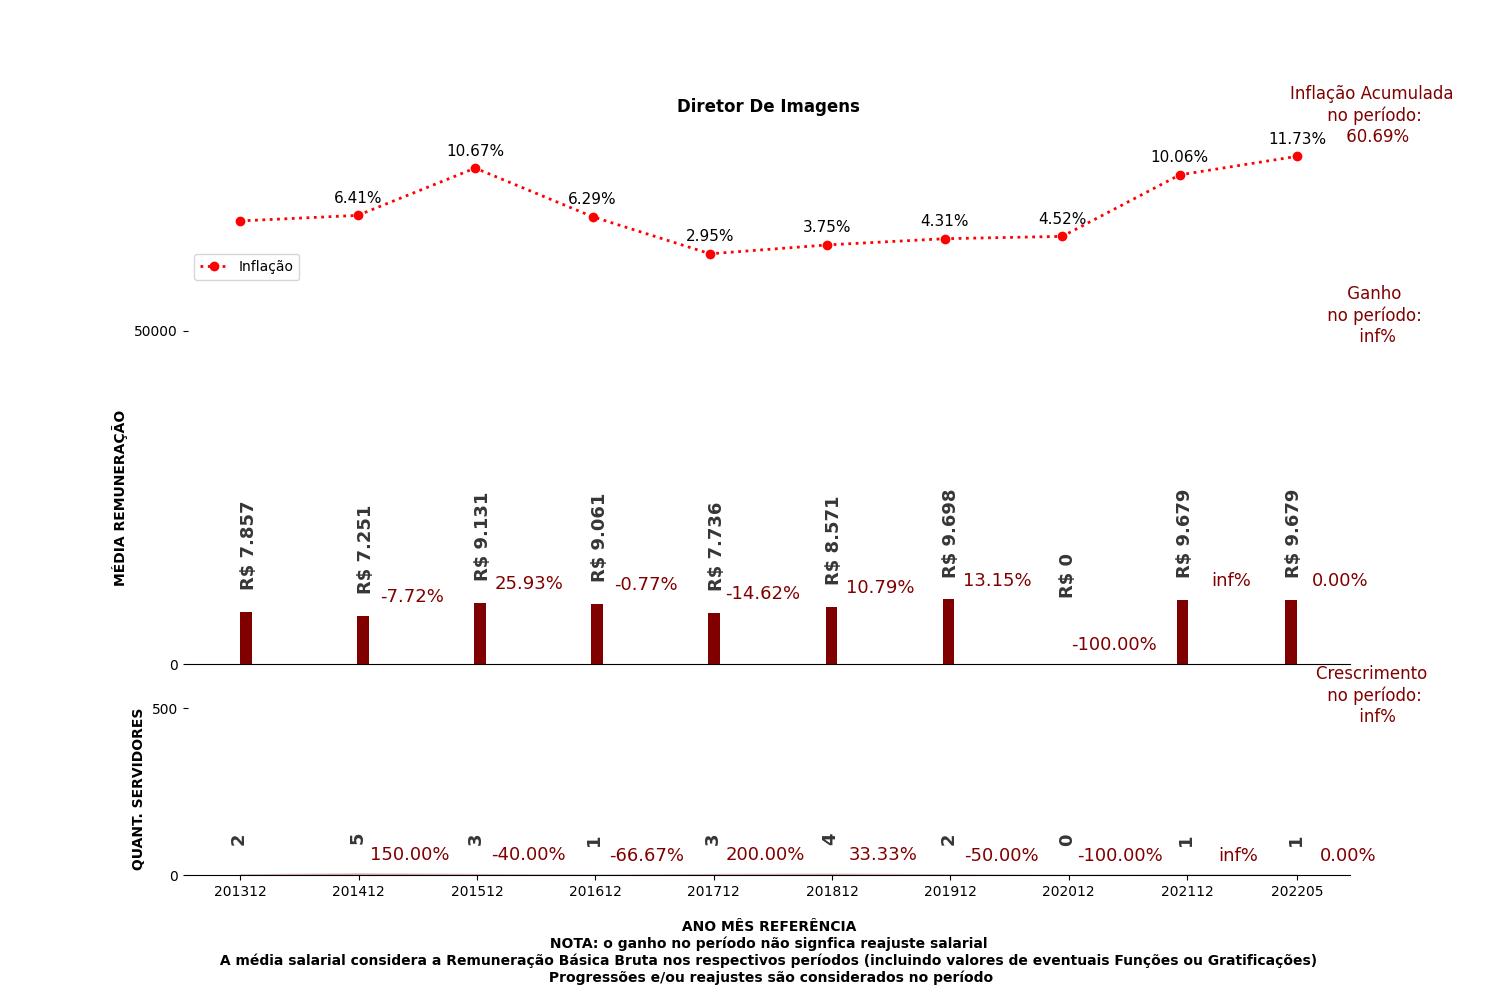 Diretor De Imagens
Inflação Acumulada
no período:
60.69%
6.41%
10.67%
6.29%
2.95%
3.75%
4.31%
4.52%
10.06%
11.73%
Inflação
Ganho
no período:
inf%
50000
0
MÉDIA REMUNERAÇÃO
R$ 7.857
R$ 7.251
R$ 9.131
R$ 9.061
R$ 7.736
R$ 8.571
R$ 9.698
R$ 0
R$ 9.679
R$ 9.679
-7.72%
25.93%
-0.77%
-14.62%
10.79%
13.15%
-100.00%
inf%
0.00%
Crescimento
no período:
inf%
500
0
QUANT. SERVIDORES
2
5
3
1
3
4
2
0
1
1
150.00%
-40.00%
-66.67%
200.00%
33.33%
-50.00%
-100.00%
inf%
0.00%
201312
201412
201512
201612
201712
201812
201912
202012
202112
202205
ANO MÊS REFERÊNCIA
NOTA: o ganho no período não signfica reajuste salarial
A média salarial considera a Remuneração Básica Bruta nos respectivos períodos (incluindo valores de eventuais Funções ou Gratificações)
Progressões e/ou reajustes são considerados no período